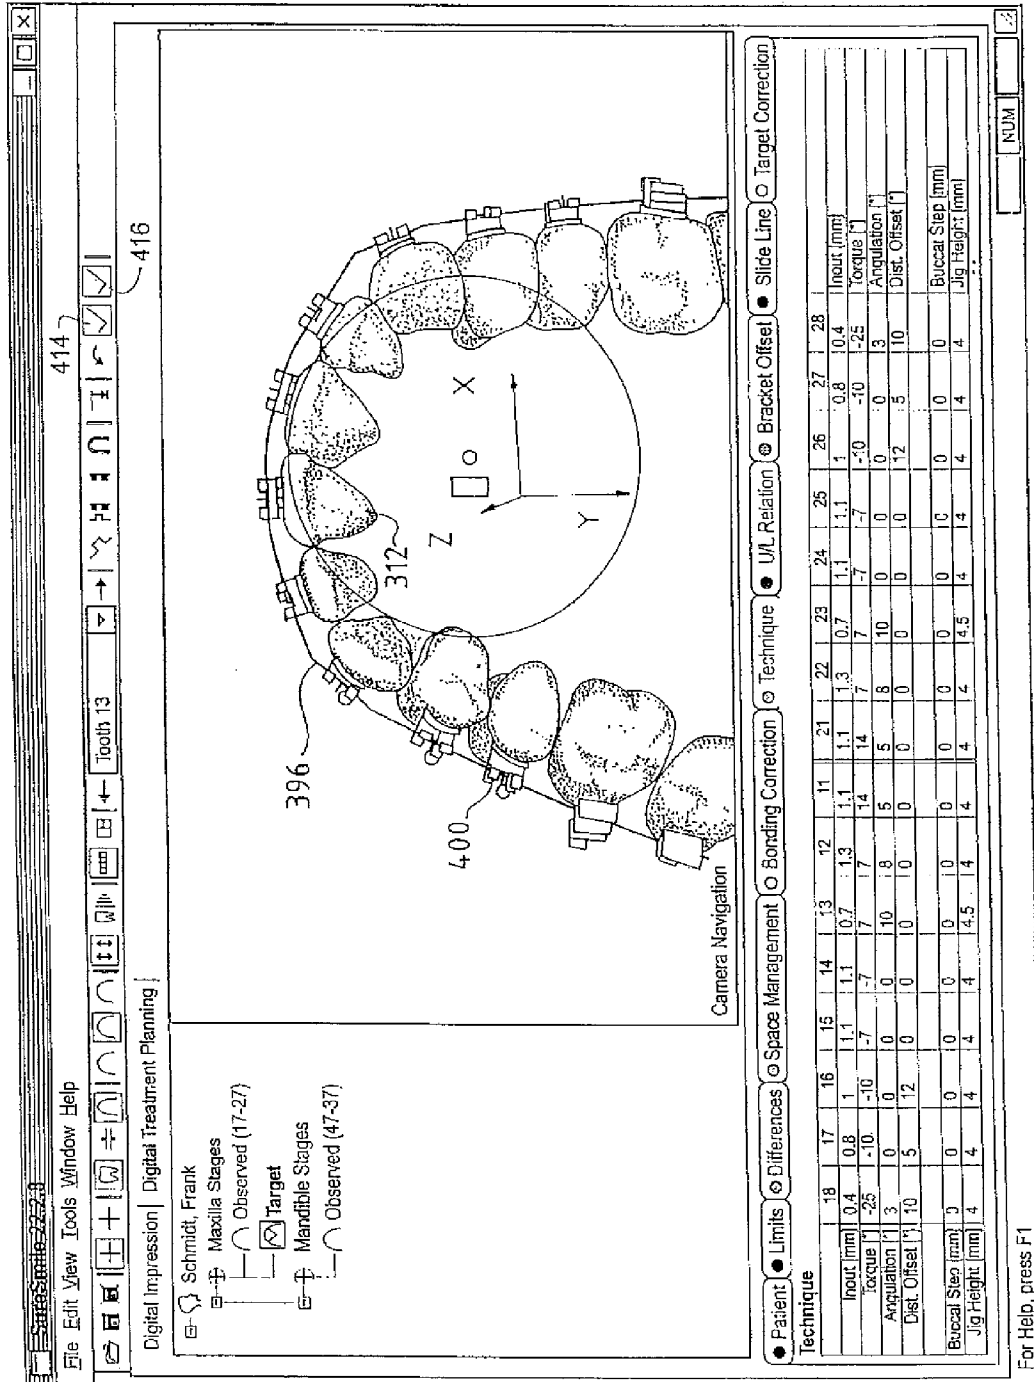 SureSmile 22.2.0
File Edit View Tools Window Help
414
Tooth 13
416
Digital Impression Digital Treatment Planning
Schmidt, Frank
Maxilla Stages
Observed (17-27)
Target
Mandible Stages
Observed (47-37)
396
400
312
Z
X
Y
Camera Navigation
Patient Limits Differences Space Management Bonding Correction Technique U/L Relation Bracket Offset Slide Line Target Correction
Technique
18 17 16 15 14 13 12 11 21 22 23 24 25 26 27 28
Inout [mm] 0.4 0.8 1 1.1 1.1 0.7 1.3 1.1 1.1 1.3 0.7 1.1 1.1 1 0.8 0.4 Inout [mm]
Torque [°] -25 -10 -10 -7 -7 7 7 14 14 7 7 -7 -7 -10 -10 -25 Torque [°]
Angulation [°] 3 0 0 0 0 10 8 5 5 8 10 0 0 0 0 3 Angulation [°]
Dist. Offset [°] 10 5 12 0 0 0 0 0 0 0 0 0 0 12 5 10 Dist. Offset [°]
Buccal Step [mm] 0 0 0 0 0 0 0 0 0 0 0 0 0 0 0 Buccar Step [mm]
Jig Height [mm] 4 4 4 4 4 4.5 4 4 4 4 4.5 4 4 4 4 4 Jig Height [mm]
For Help, press F1
NUM